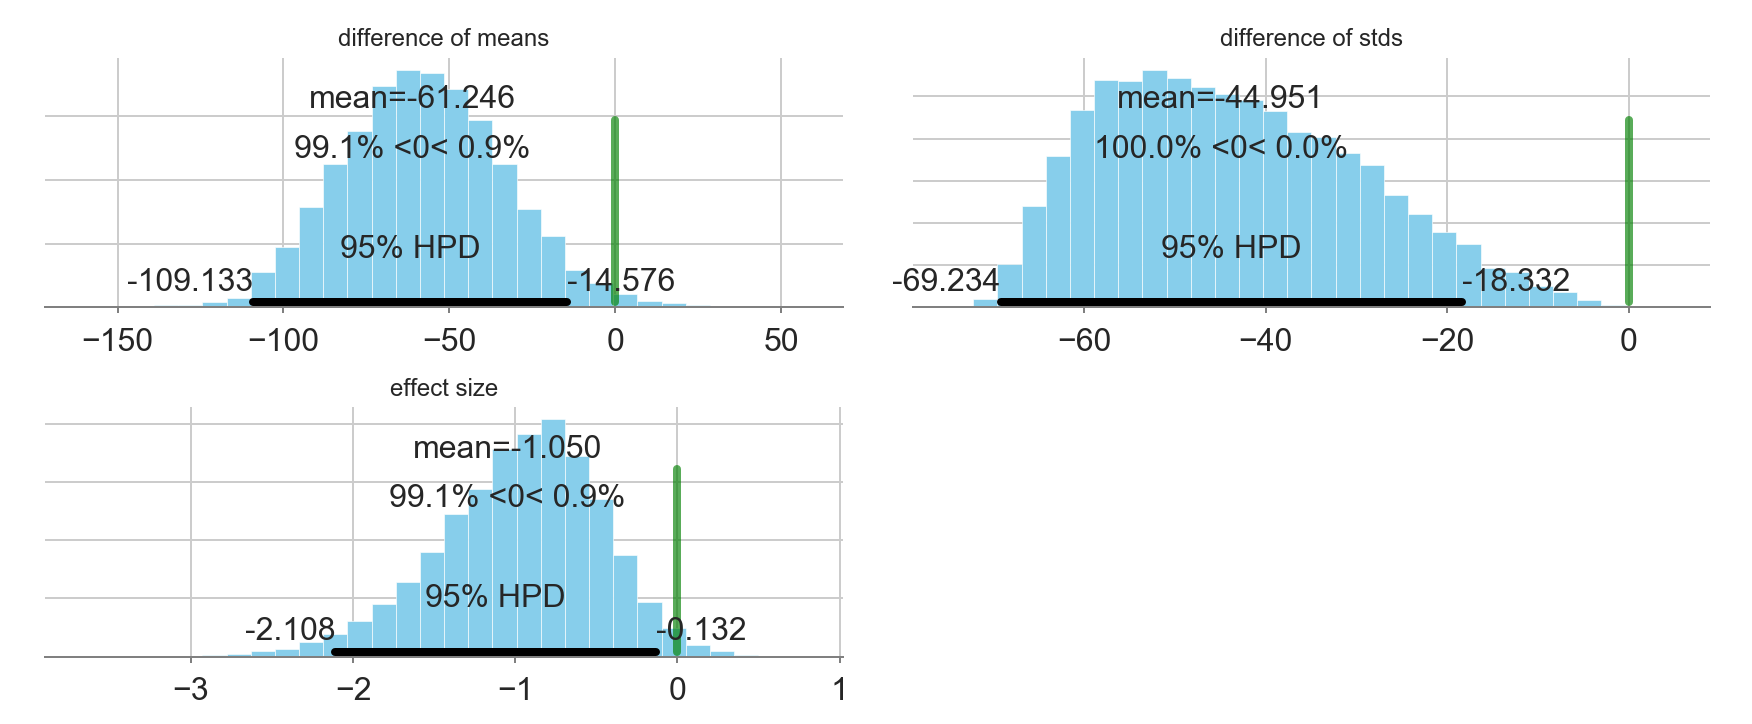 difference of means
mean=-61.246
99.1% <0< 0.9%
95% HPD
-109.133
-14.576
−150
−100
−50
0
50
difference of stds
mean=-44.951
100.0% <0< 0.0%
95% HPD
-69.234
-18.332
−60
−40
−20
0
effect size
mean=-1.050
99.1% <0< 0.9%
95% HPD
-2.108
-0.132
−3
−2
−1
0
1